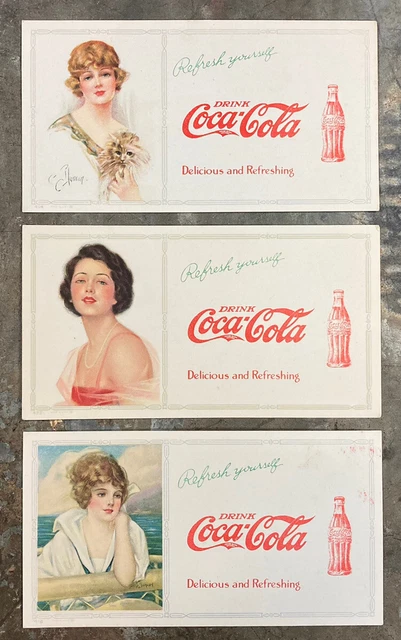 Refresh yourself
DRINK
Coca-Cola
Delicious and Refreshing
Refresh yourself
DRINK
Coca-Cola
Delicious and Refreshing
Refresh yourself
DRINK
Coca-Cola
Delicious and Refreshing